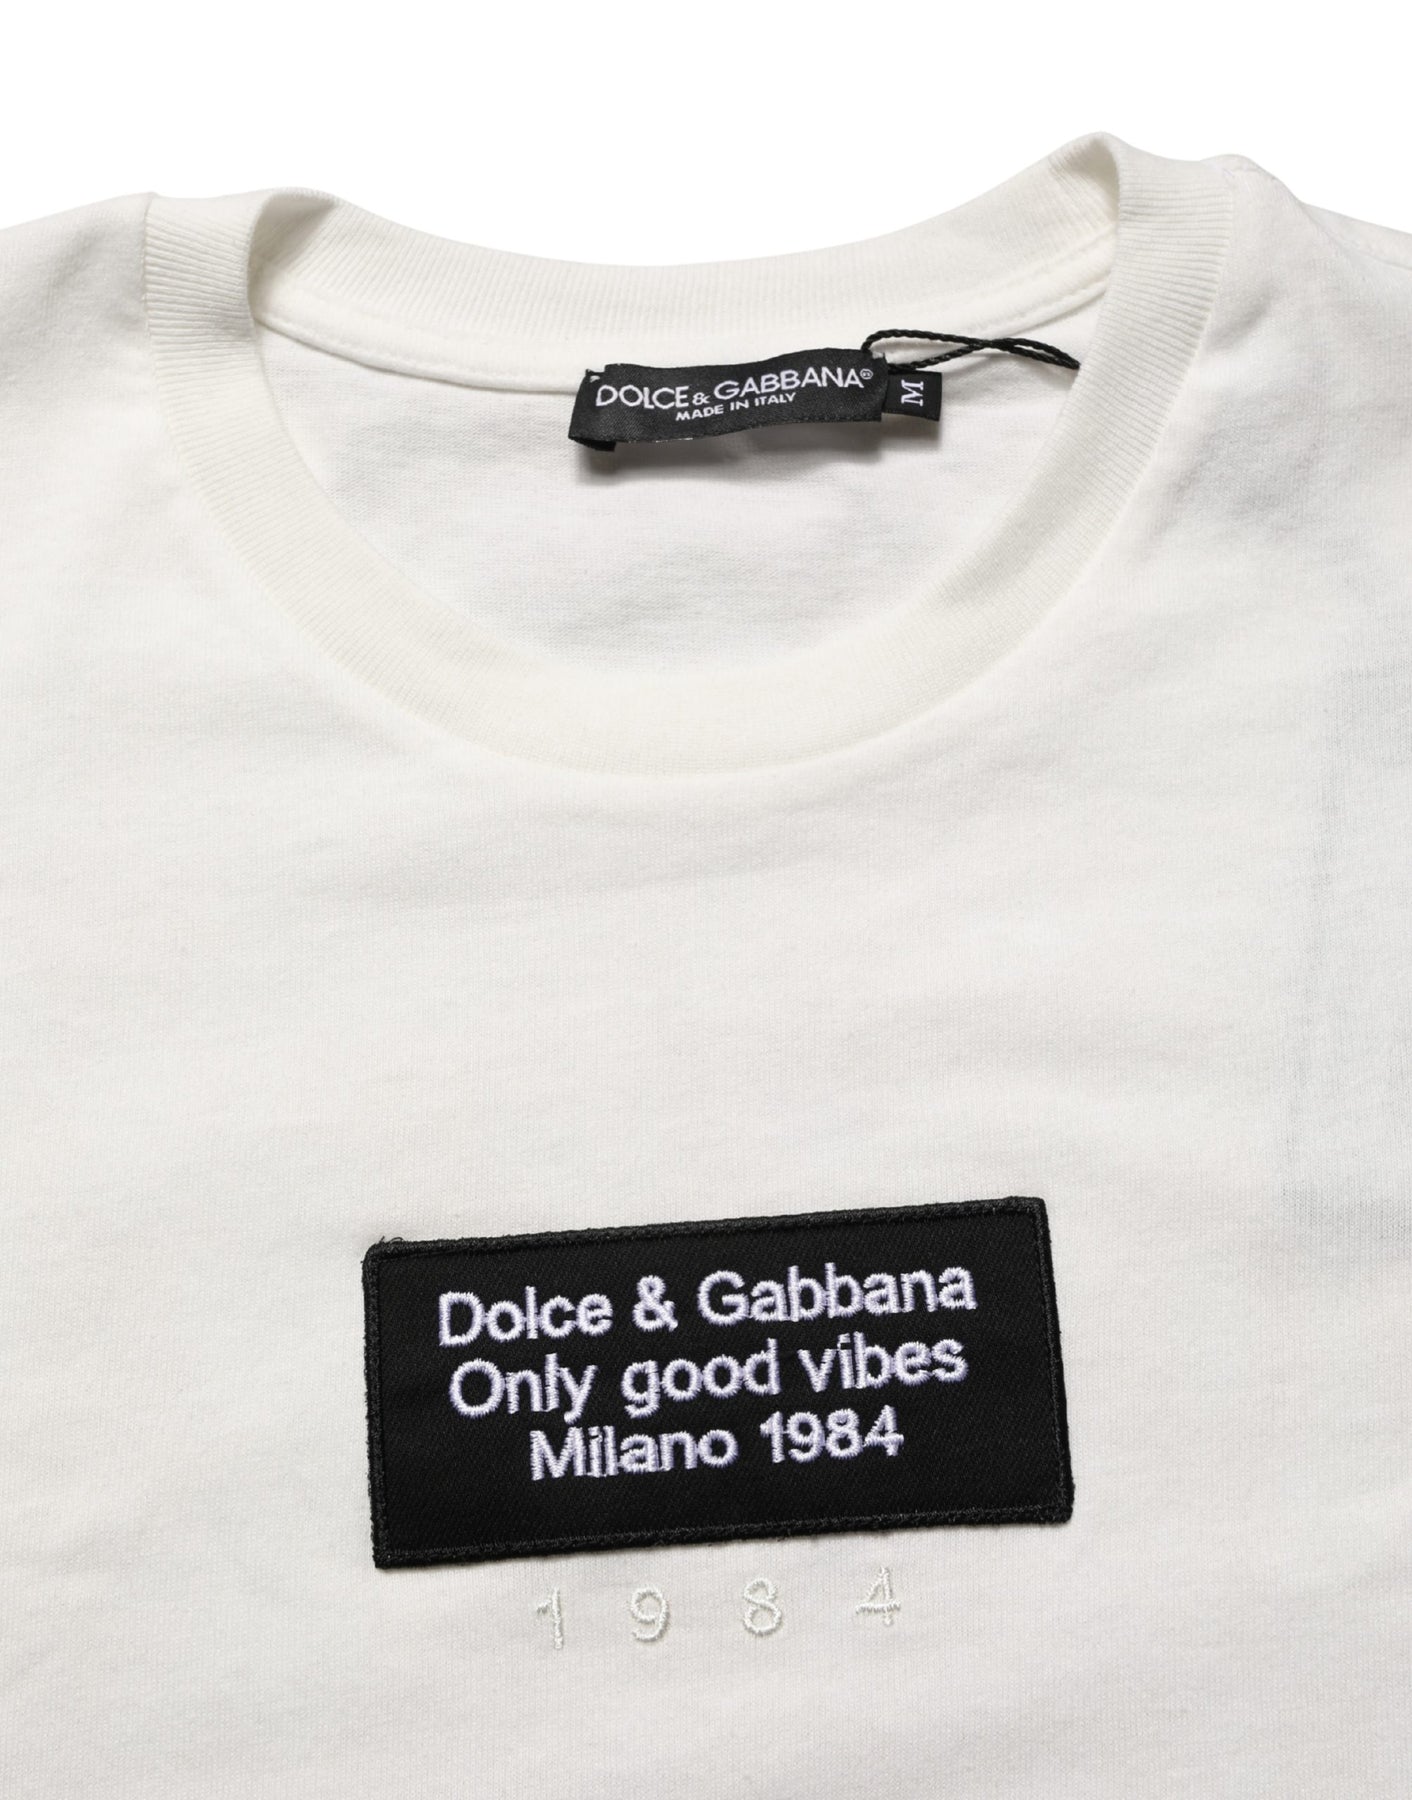 DOLCE & GABBANA®
MADE IN ITALY
M
Dolce & Gabbana
Only good vibes
Milano 1984
1984